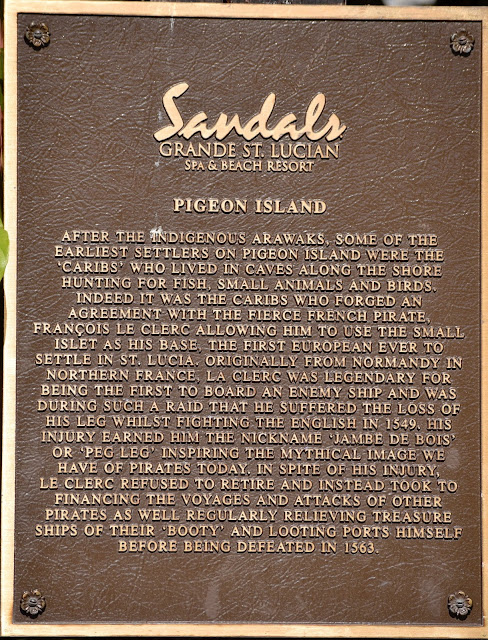 Sandals
GRANDE ST. LUCIAN
SPA & BEACH RESORT
PIGEON ISLAND
AFTER THE INDIGENOUS ARAWAKS, SOME OF THE
EARLIEST SETTLERS ON PIGEON ISLAND WERE THE
'CARIBS' WHO LIVED IN CAVES ALONG THE SHORE
HUNTING FOR FISH, SMALL ANIMALS AND BIRDS.
INDEED IT WAS THE CARIBS WHO FORGED AN
AGREEMENT WITH THE FIERCE FRENCH PIRATE,
FRANÇOIS LE CLERC ALLOWING HIM TO USE THE SMALL
ISLET AS HIS BASE, THE FIRST EUROPEAN EVER TO
SETTLE IN ST. LUCIA. ORIGINALLY FROM NORMANDY IN
NORTHERN FRANCE, LA CLERC WAS LEGENDARY FOR
BEING THE FIRST TO BOARD AN ENEMY SHIP AND WAS
DURING SUCH A RAID THAT HE SUFFERED THE LOSS OF
HIS LEG WHILST FIGHTING THE ENGLISH IN 1549. HIS
INJURY EARNED HIM THE NICKNAME 'JAMBE DE BOIS'
OR 'PEG LEG' INSPIRING THE MYTHICAL IMAGE WE
HAVE OF PIRATES TODAY. IN SPITE OF HIS INJURY,
LE CLERC REFUSED TO RETIRE AND INSTEAD TOOK TO
FINANCING THE VOYAGES AND ATTACKS OF OTHER
PIRATES AS WELL REGULARLY RELIEVING TREASURE
SHIPS OF THEIR 'BOOTY' AND LOOTING PORTS HIMSELF
BEFORE BEING DEFEATED IN 1563.